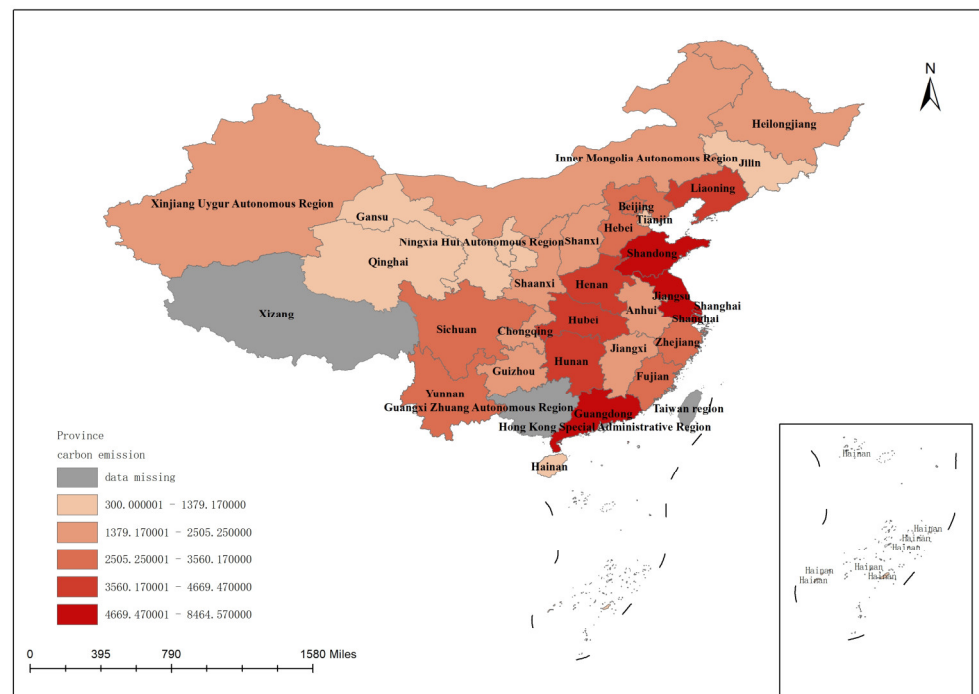 N
Heilongjiang
Inner Mongolia Autonomous Region
Jilin
Liaoning
Xinjiang Uygur Autonomous Region
Beijing
Gansu
Tianjin
Hebei
Ningxia Hui Autonomous Region
Shanxi
Shandong
Qinghai
Shaanxi
Henan
Jiangsu
Shanghai
Anhui
Xizang
Hubei
Shanghai
Sichuan
Chongqing
Zhejiang
Jiangxi
Hunan
Guizhou
Fujian
Yunnan
Guangxi Zhuang Autonomous Region
Guangdong
Taiwan region
Hong Kong Special Administrative Region
Hainan
Province
carbon emission
data missing
300.000001 - 1379.170000
1379.170001 - 2505.250000
2505.250001 - 3560.170000
3560.170001 - 4669.470000
4669.470001 - 8464.570000
0 395 790 1580 Miles
Hainan
Hainan
Hainan
Hainan
Hainan
Hainan
Hainan
Hainan